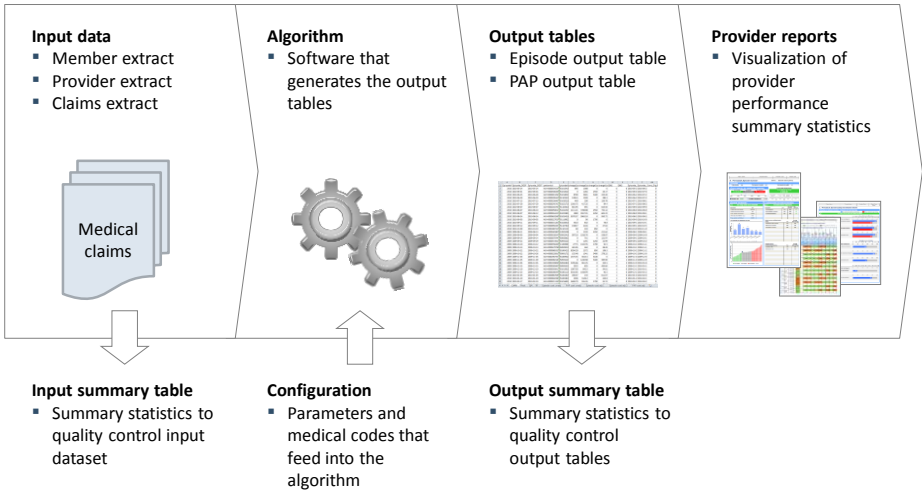 Input data
▪ Member extract
▪ Provider extract
▪ Claims extract
Medical
claims
Algorithm
▪ Software that
generates the output
tables
Output tables
▪ Episode output table
▪ PAP output table
Provider reports
▪ Visualization of
provider
performance
summary statistics
Input summary table
▪ Summary statistics to
quality control input
dataset
Configuration
▪ Parameters and
medical codes that
feed into the
algorithm
Output summary table
▪ Summary statistics to
quality control
output tables